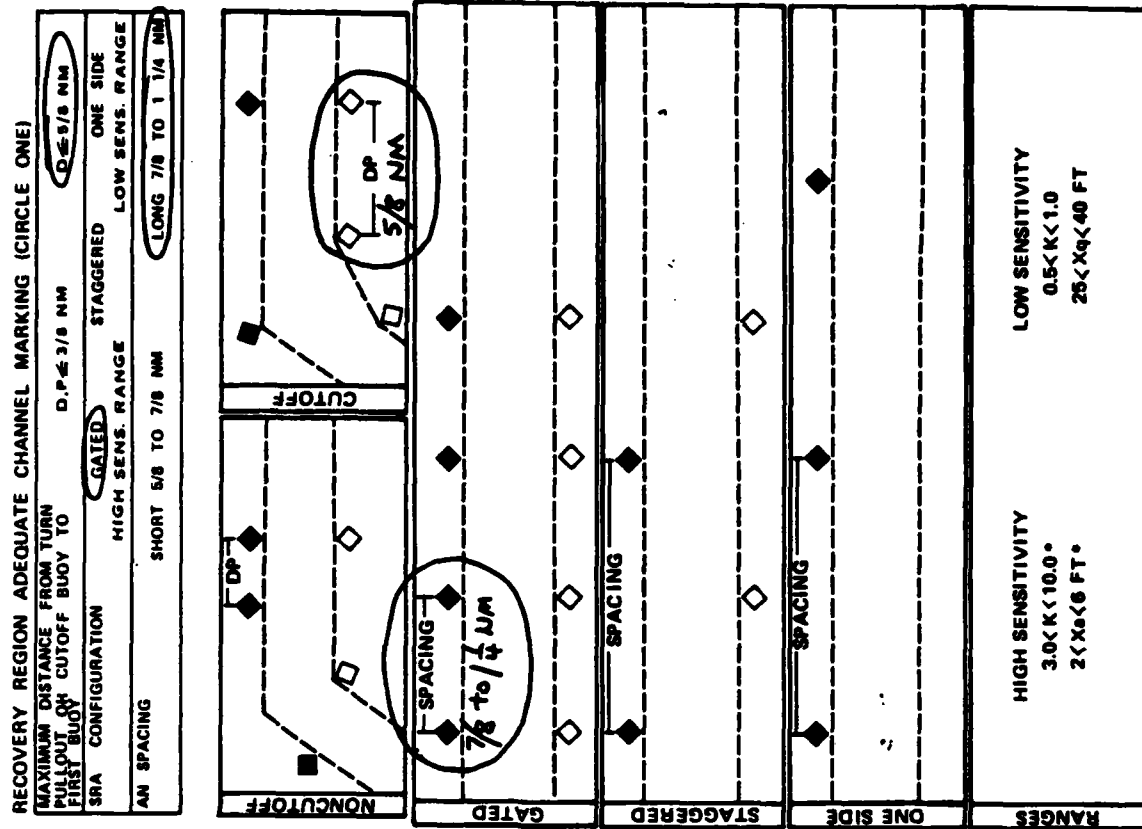 RECOVERY REGION ADEQUATE CHANNEL MARKING (CIRCLE ONE)
MAXIMUM DISTANCE FROM TURN
PULLOUT OR CUTOFF BUOY TO
FIRST BUOY
D.P≤3/8 NM
D≤5/8 NM
SRA CONFIGURATION
GATED
STAGGERED
ONE SIDE
HIGH SENS. RANGE
LOW SENS. RANGE
AN SPACING
SHORT 5/8 TO 7/8 NM
LONG 7/8 TO 1 1/4 NM
NONCUTOFF
DP
CUTOFF
DP
5/8 NM
GATED
SPACING
7/8 to 1 1/4 NM
STAGGERED
SPACING
ONE SIDE
SPACING
RANGES
HIGH SENSITIVITY
3.0<K<10.0*
2<Xa<6 FT*
LOW SENSITIVITY
0.5<K<1.0
25<Xq<40 FT